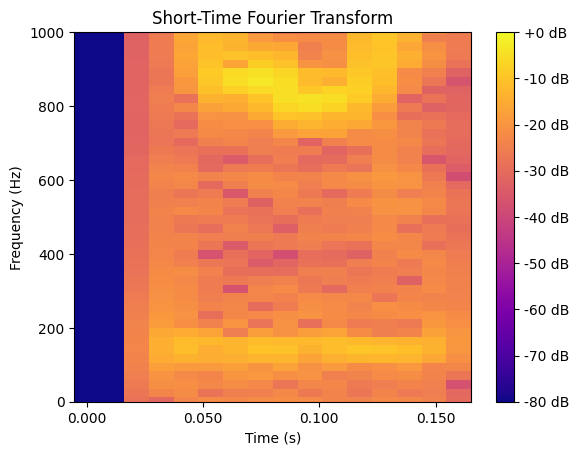 Short-Time Fourier Transform
Frequency (Hz)
1000
800
600
400
200
0
0.000 0.050 0.100 0.150
Time (s)
+0 dB
-10 dB
-20 dB
-30 dB
-40 dB
-50 dB
-60 dB
-70 dB
-80 dB